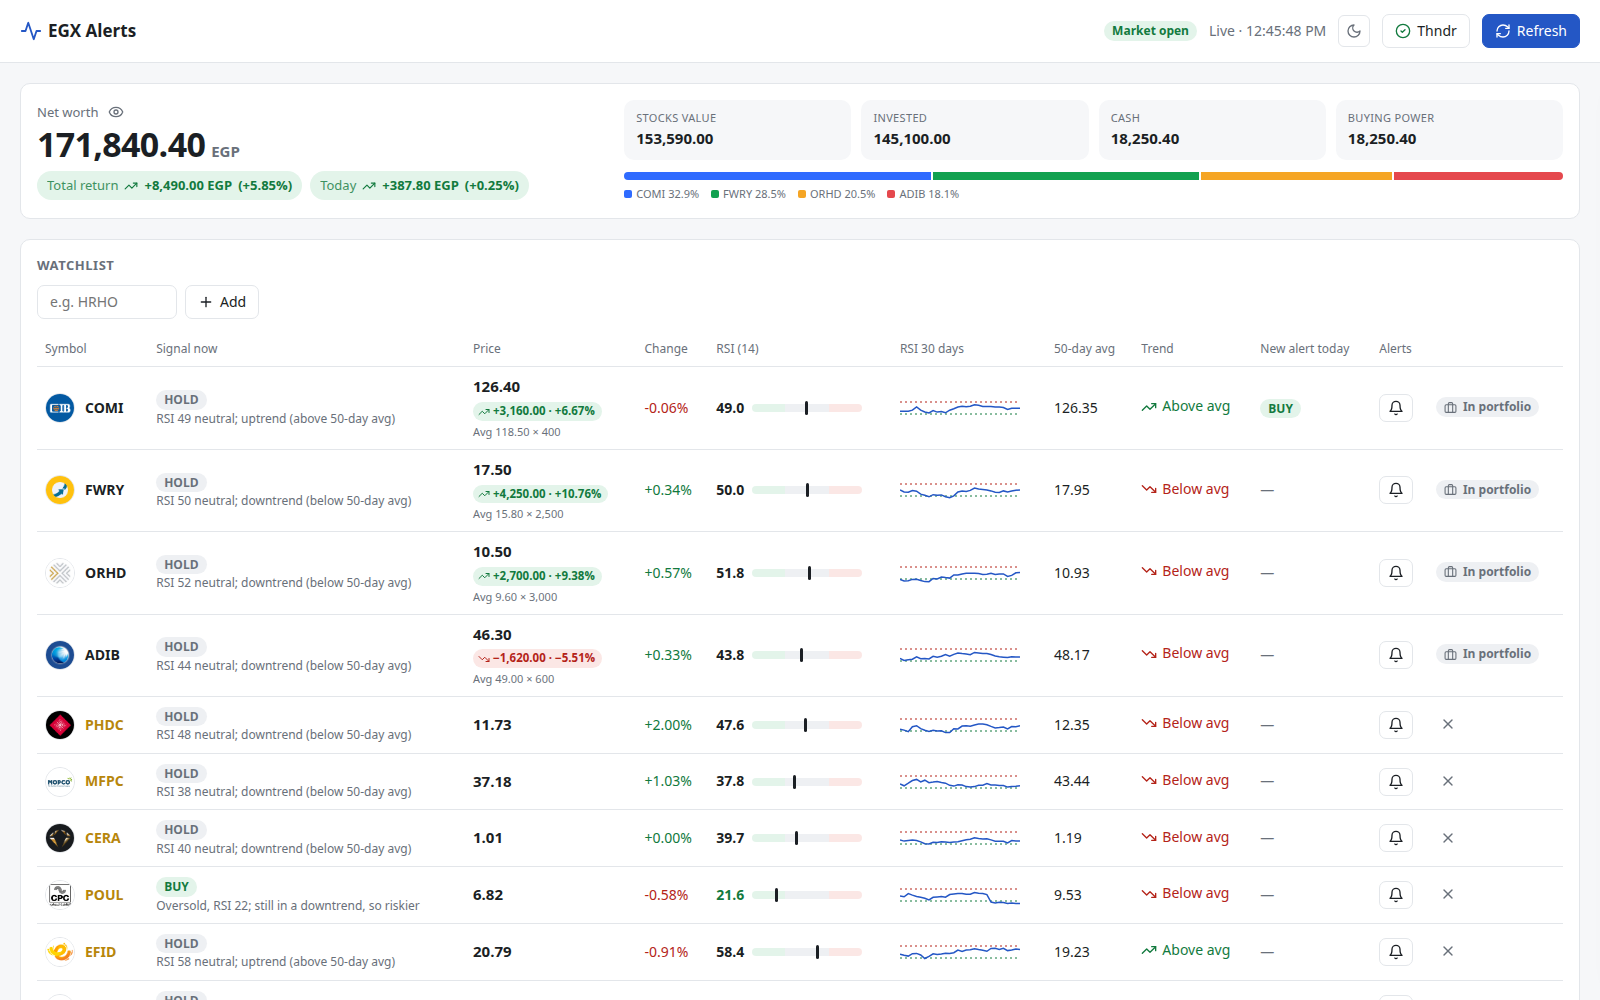 EGX Alerts
Market open
Live · 12:45:48 PM
Thndr
Refresh
Net worth
171,840.40 EGP
Total return +8,490.00 EGP (+5.85%)
Today +387.80 EGP (+0.25%)
STOCKS VALUE
153,590.00
INVESTED
145,100.00
CASH
18,250.40
BUYING POWER
18,250.40
COMI 32.9% FWRY 28.5% ORHD 20.5% ADIB 18.1%
WATCHLIST
e.g. HRHO
Add
Symbol Signal now Price Change RSI (14) RSI 30 days 50-day avg Trend New alert today Alerts
COMI
HOLD
RSI 49 neutral; uptrend (above 50-day avg)
126.40
+3,160.00 · +6.67%
Avg 118.50 × 400
-0.06% 49.0 126.35 Above avg BUY In portfolio
FWRY
HOLD
RSI 50 neutral; downtrend (below 50-day avg)
17.50
+4,250.00 · +10.76%
Avg 15.80 × 2,500
+0.34% 50.0 17.95 Below avg — In portfolio
ORHD
HOLD
RSI 52 neutral; downtrend (below 50-day avg)
10.50
+2,700.00 · +9.38%
Avg 9.60 × 3,000
+0.57% 51.8 10.93 Below avg — In portfolio
ADIB
HOLD
RSI 44 neutral; downtrend (below 50-day avg)
46.30
−1,620.00 · −5.51%
Avg 49.00 × 600
+0.33% 43.8 48.17 Below avg — In portfolio
PHDC
HOLD
RSI 48 neutral; downtrend (below 50-day avg)
11.73 +2.00% 47.6 12.35 Below avg —
MOPCO
MFPC
HOLD
RSI 38 neutral; downtrend (below 50-day avg)
37.18 +1.03% 37.8 43.44 Below avg —
CERA
HOLD
RSI 40 neutral; downtrend (below 50-day avg)
1.01 +0.00% 39.7 1.19 Below avg —
CPC
POUL
BUY
Oversold, RSI 22; still in a downtrend, so riskier
6.82 -0.58% 21.6 9.53 Below avg —
EFID
HOLD
RSI 58 neutral; uptrend (above 50-day avg)
20.79 -0.91% 58.4 19.23 Above avg —
HOLD